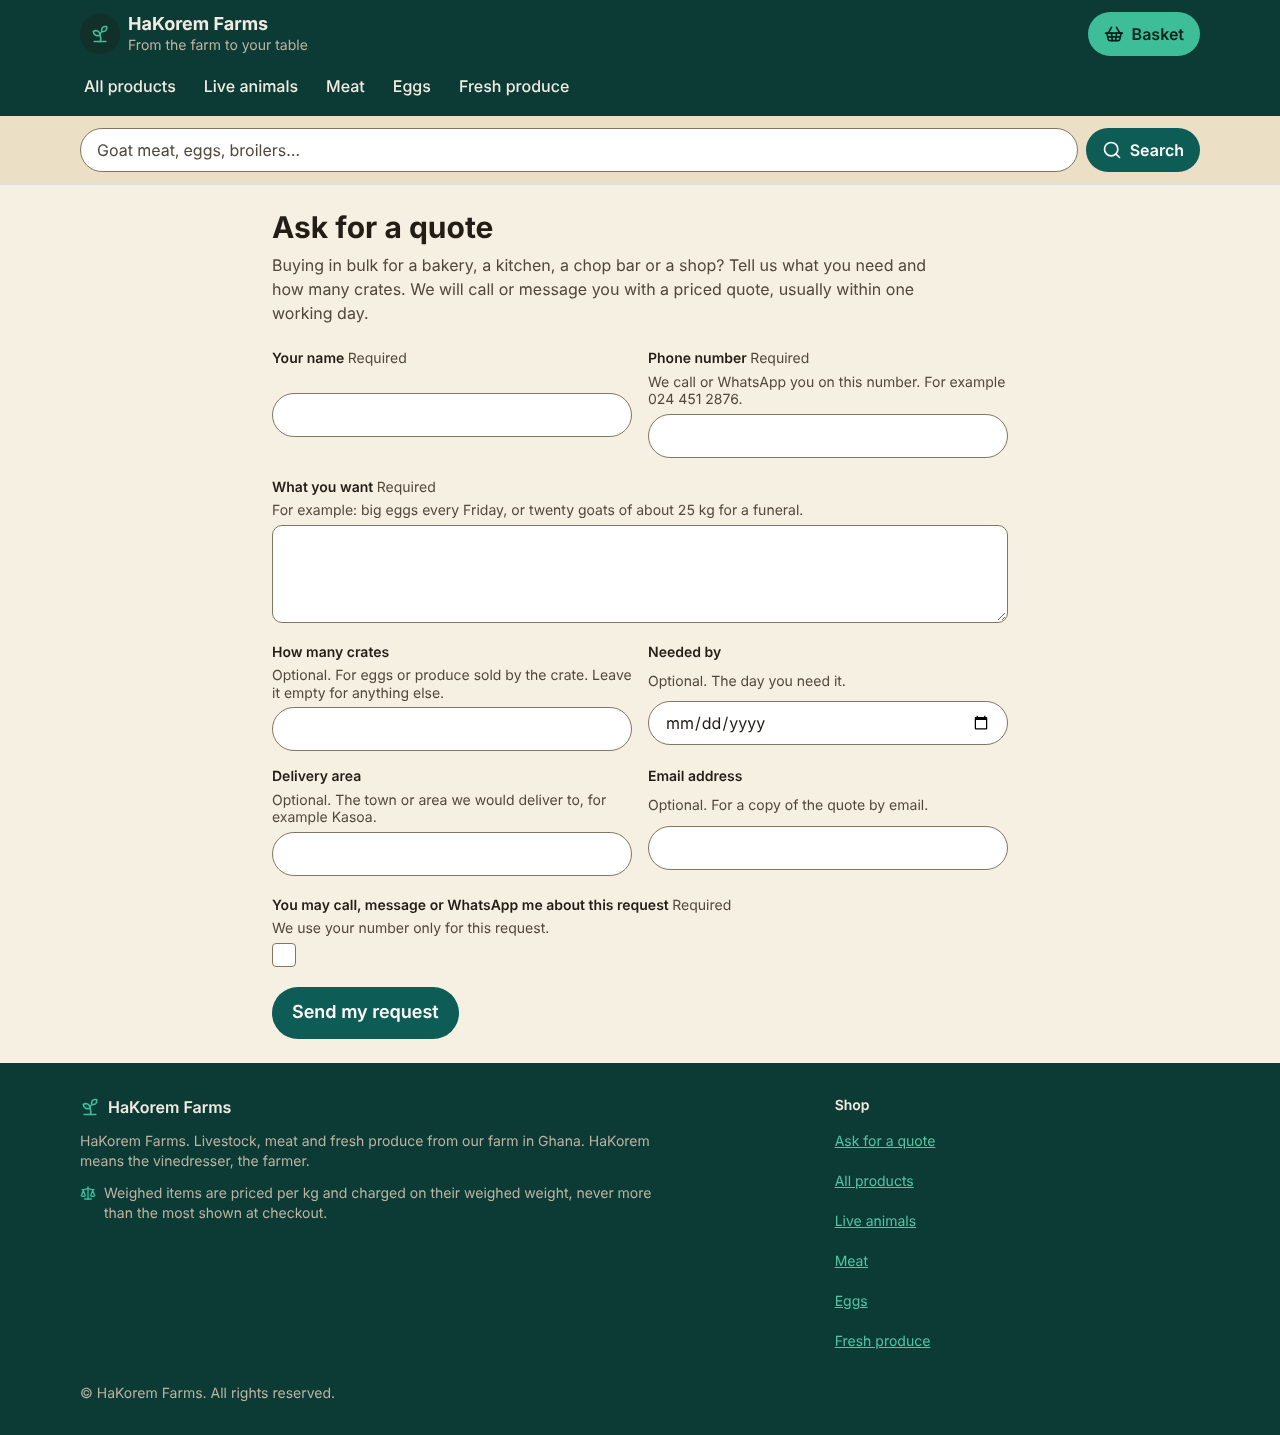 HaKorem Farms
From the farm to your table
Basket
All products
Live animals
Meat
Eggs
Fresh produce
Goat meat, eggs, broilers...
Search
Ask for a quote
Buying in bulk for a bakery, a kitchen, a chop bar or a shop? Tell us what you need and
how many crates. We will call or message you with a priced quote, usually within one
working day.
Your name Required
Phone number Required
We call or WhatsApp you on this number. For example
024 451 2876.
What you want Required
For example: big eggs every Friday, or twenty goats of about 25 kg for a funeral.
How many crates
Optional. For eggs or produce sold by the crate. Leave
it empty for anything else.
Needed by
Optional. The day you need it.
mm/dd/yyyy
Delivery area
Optional. The town or area we would deliver to, for
example Kasoa.
Email address
Optional. For a copy of the quote by email.
You may call, message or WhatsApp me about this request Required
We use your number only for this request.
Send my request
HaKorem Farms
HaKorem Farms. Livestock, meat and fresh produce from our farm in Ghana. HaKorem
means the vinedresser, the farmer.
Weighed items are priced per kg and charged on their weighed weight, never more
than the most shown at checkout.
Shop
Ask for a quote
All products
Live animals
Meat
Eggs
Fresh produce
© HaKorem Farms. All rights reserved.